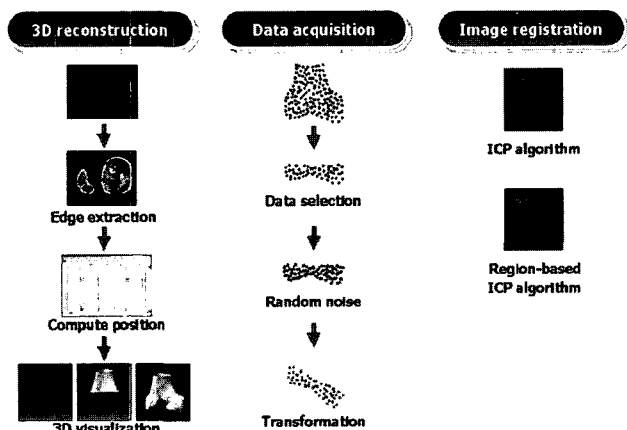 3D reconstruction
Edge extraction
Compute position
3D visualization
Data acquisition
Data selection
Random noise
Transformation
Image registration
ICP algorithm
Region-based
ICP algorithm